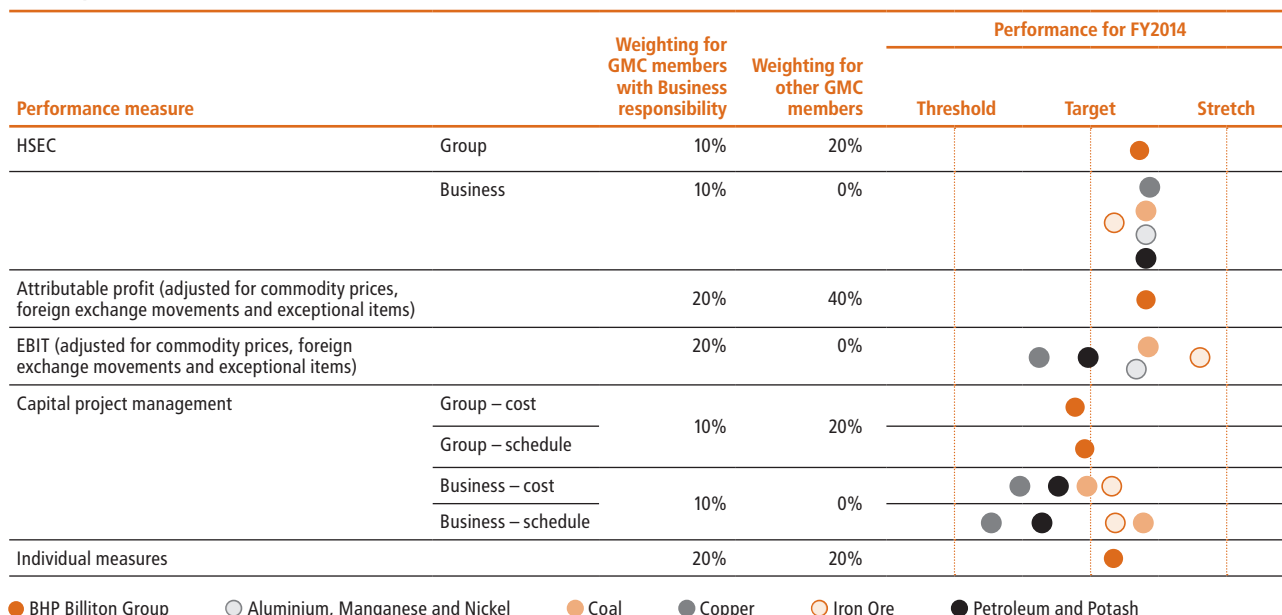 Performance for FY2014
Performance measure
Weighting for
GMC members
with Business
responsibility
Weighting for
other GMC
members
Threshold
Target
Stretch
HSEC
Group
10%
20%
Business
10%
0%
Attributable profit (adjusted for commodity prices,
foreign exchange movements and exceptional items)
20%
40%
EBIT (adjusted for commodity prices, foreign
exchange movements and exceptional items)
20%
0%
Capital project management
Group – cost
Group – schedule
10%
20%
Business – cost
Business – schedule
10%
0%
Individual measures
20%
20%
BHP Billiton Group
Aluminium, Manganese and Nickel
Coal
Copper
Iron Ore
Petroleum and Potash